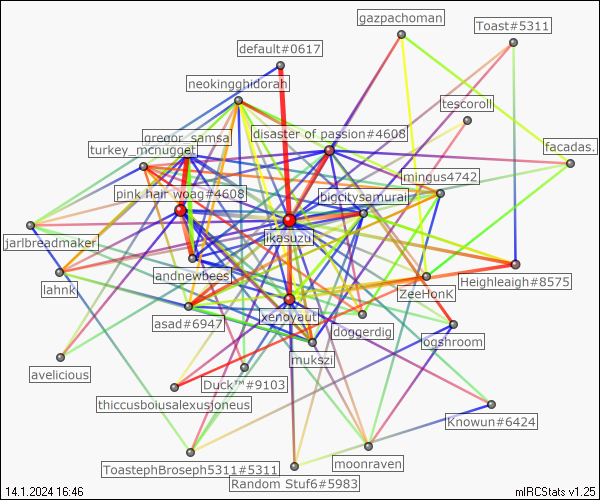 gazpachoman
Toast#5311
default#0617
neokingghidorah
tescoroll
gregor_samsa
disaster of passion#4608
turkey_mcnugget
facadas.
mingus4742
pink hair woag#4608
bigcitysamurai
ikasuzu
jarlbreadmaker
andnewbees
Heighleaigh#8575
lahnk
ZeeHonk
xenoyaut
asad#6947
doggerdig
ogshroom
mukszi
avelicious
Duck™#9103
thiccusboiusalexusjoneus
Knowun#6424
moonraven
ToastephBroseph5311#5311
Random Stuf6#5983
14.1.2024 16:46
mIRCStats v1.25